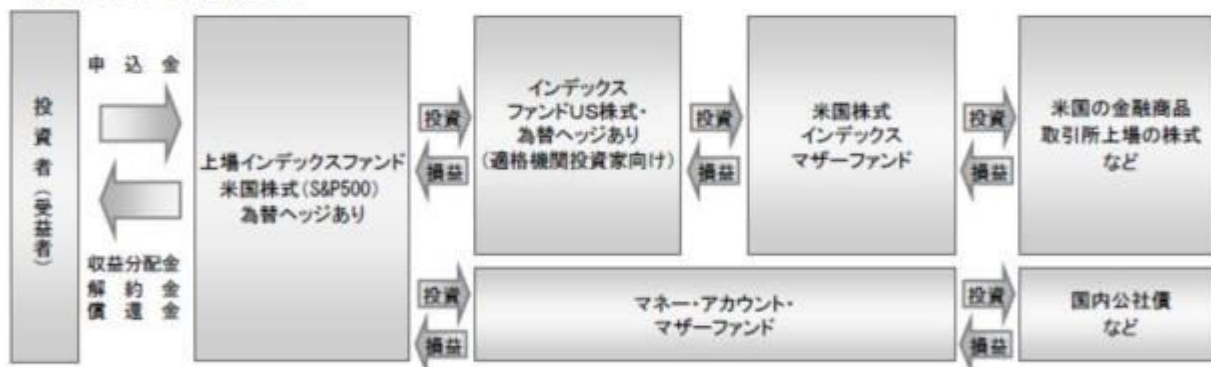 投資者(受益者)
申込金
収益分配金
解約金
償還金
上場インデックスファンド
米国株式(S&P500)
為替ヘッジあり
投資
損益
インデックス
ファンドUS株式・
為替ヘッジあり
(適格機関投資家向け)
投資
損益
米国株式
インデックス
マザーファンド
投資
損益
米国の金融商品
取引所上場の株式
など
投資
損益
マネー・アカウント・
マザーファンド
投資
損益
国内公社債
など